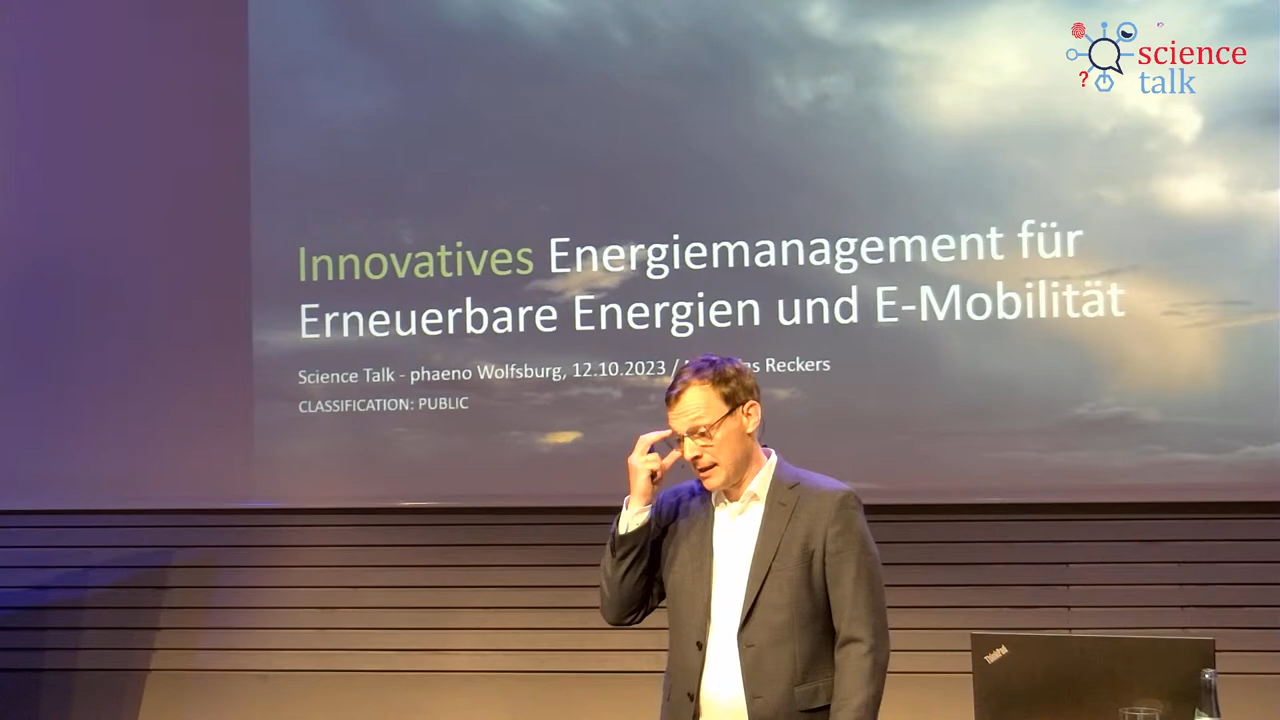 science
talk
Innovatives Energiemanagement für
Erneuerbare Energien und E-Mobilität
Science Talk - phaeno Wolfsburg, 12.10.2023 / Reckers
CLASSIFICATION: PUBLIC
ThinkPad